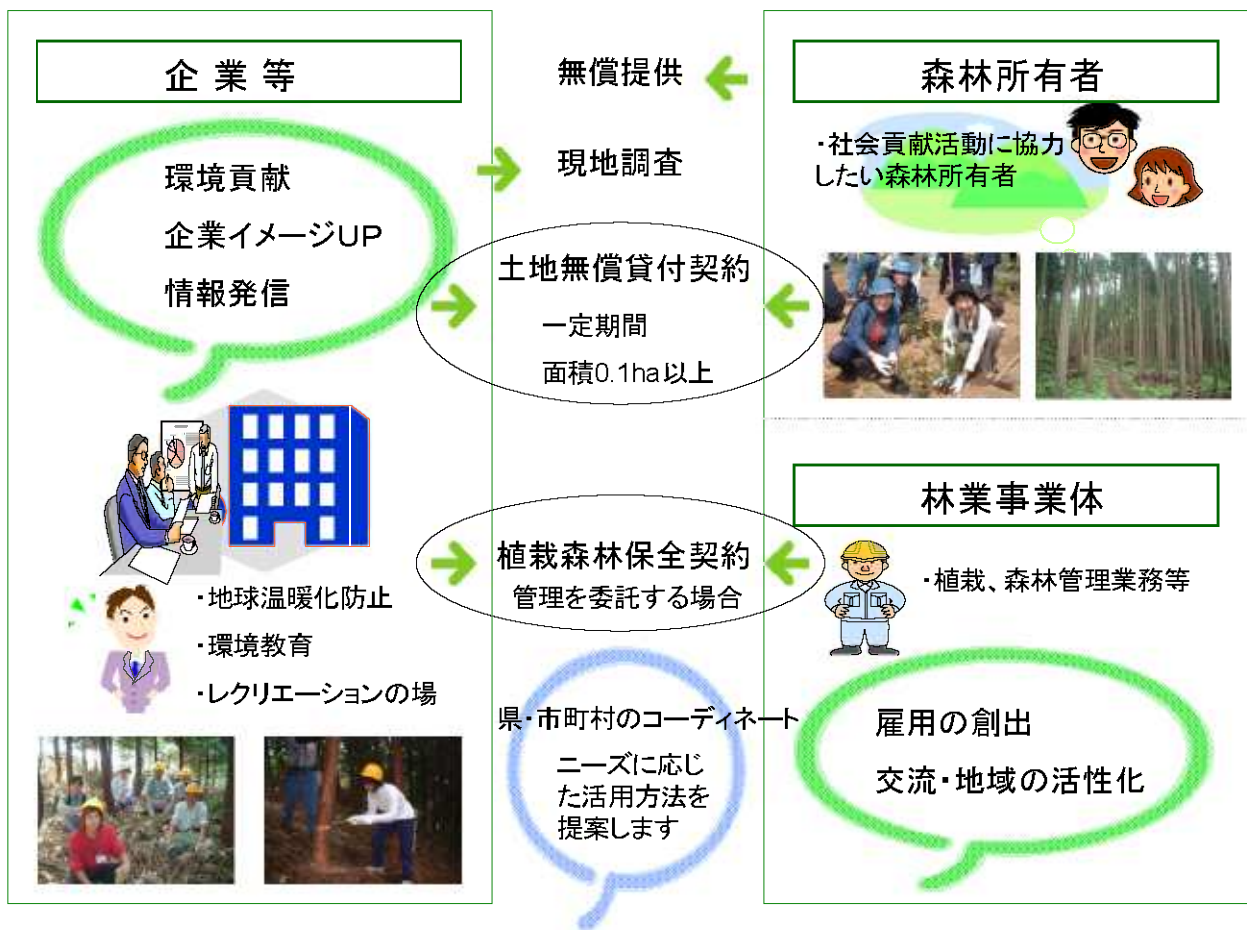 企業等
環境貢献
企業イメージUP
情報発信
・地球温暖化防止
・環境教育
・レクリエーションの場
無償提供
現地調査
土地無償貸付契約
一定期間
面積0.1ha以上
植栽森林保全契約
管理を委託する場合
県・市町村のコーディネート
ニーズに応じ
た活用方法を
提案します
森林所有者
・社会貢献活動に協力
したい森林所有者
林業事業体
・植栽、森林管理業務等
雇用の創出
交流・地域の活性化